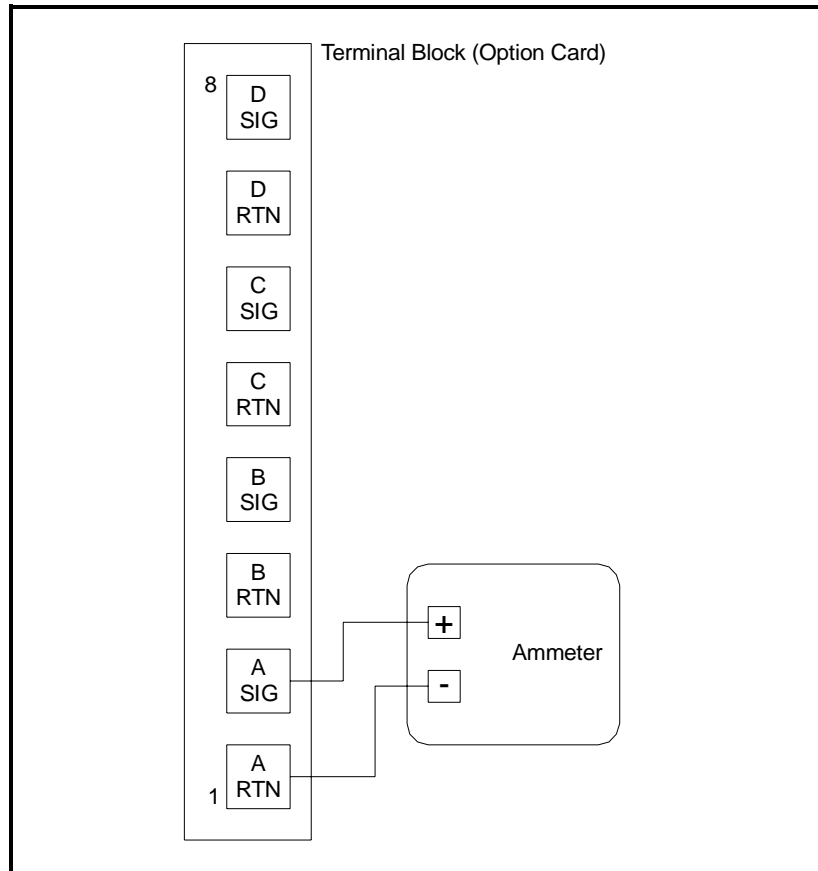 Terminal Block (Option Card)
8
D
SIG
D
RTN
C
SIG
C
RTN
B
SIG
B
RTN
+
A
SIG
Ammeter
-
A
RTN
1